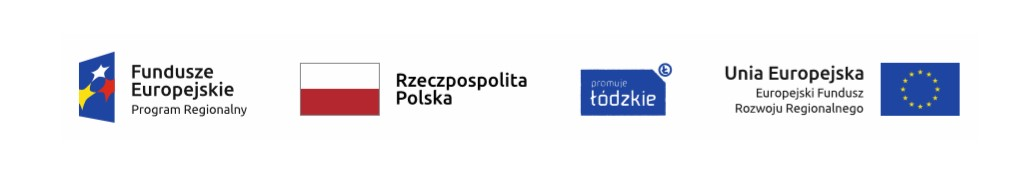 Fundusze
Europejskie
Program Regionalny
Rzeczpospolita
Polska
promuje
łódzkie
Unia Europejska
Europejski Fundusz
Rozwoju Regionalnego